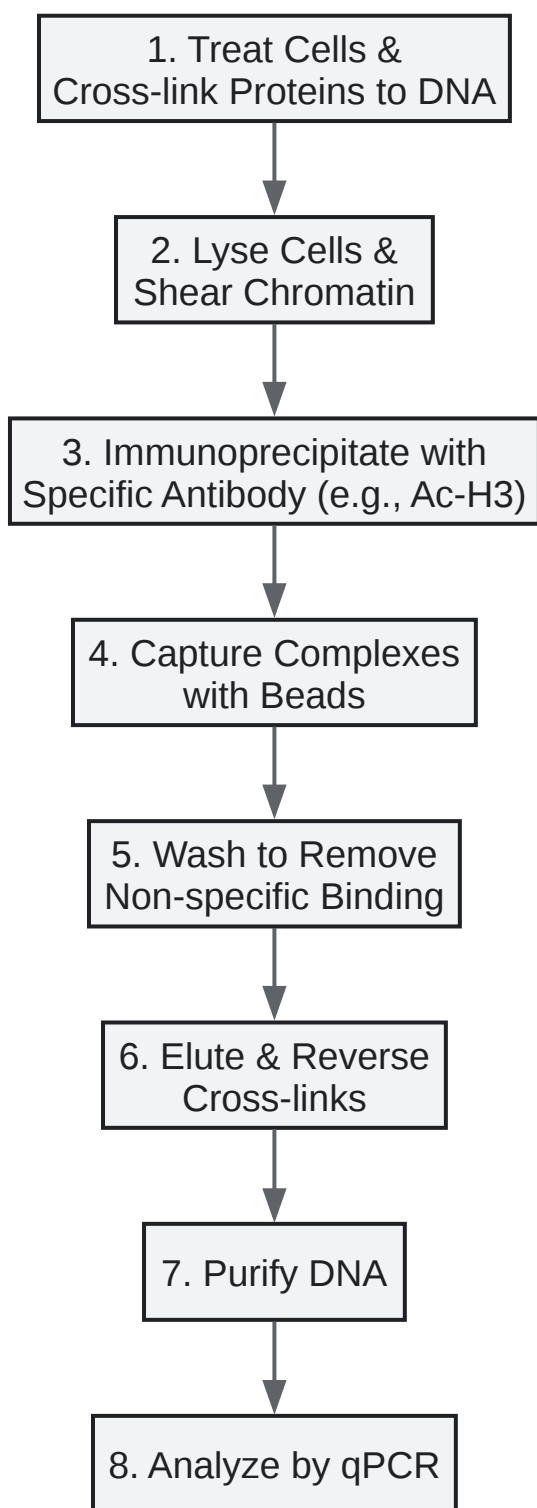 1. Treat Cells &
Cross-link Proteins to DNA
2. Lyse Cells &
Shear Chromatin
3. Immunoprecipitate with
Specific Antibody (e.g., Ac-H3)
4. Capture Complexes
with Beads
5. Wash to Remove
Non-specific Binding
6. Elute & Reverse
Cross-links
7. Purify DNA
8. Analyze by qPCR